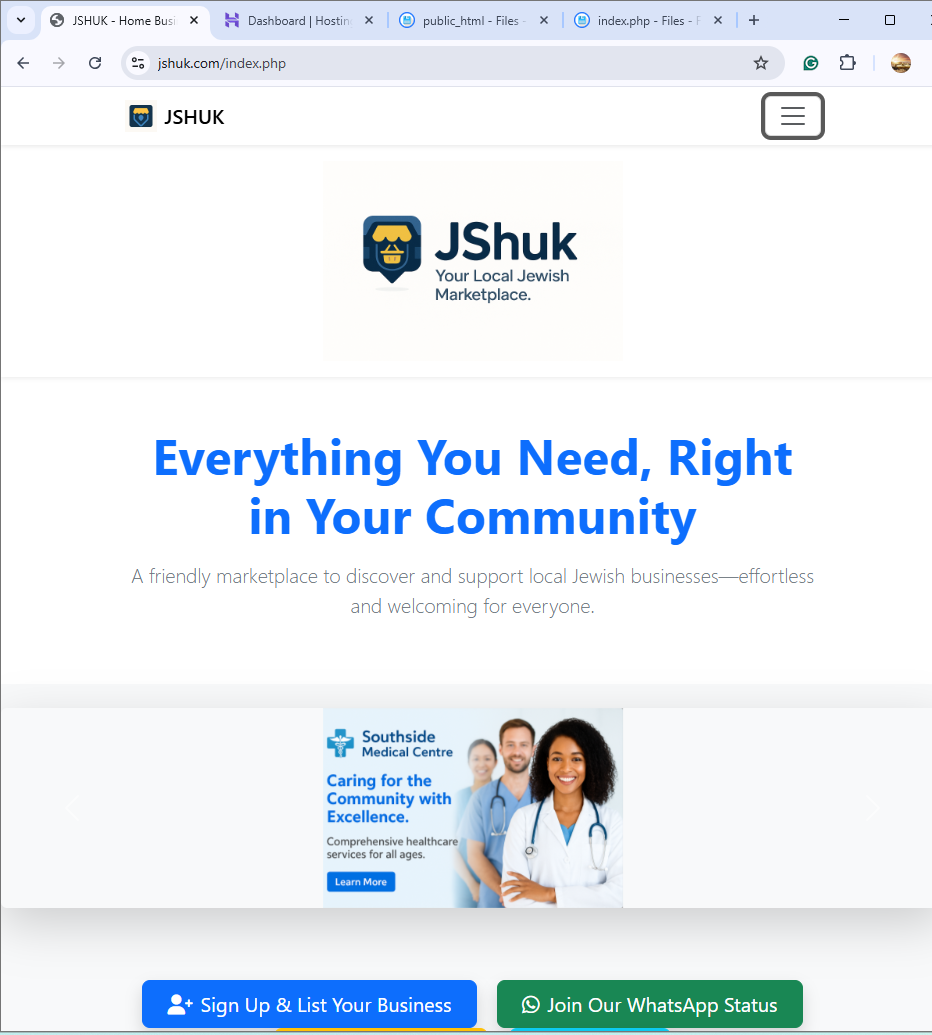 JSHUK - Home Busi
Dashboard | Hostin
public_html - Files -
index.php - Files - F
jshuk.com/index.php
JSHUK
JShuk
Your Local Jewish
Marketplace.
Everything You Need, Right
in Your Community
A friendly marketplace to discover and support local Jewish businesses—effortless
and welcoming for everyone.
Southside
Medical Centre
Caring for the
Community with
Excellence.
Comprehensive healthcare
services for all ages.
Learn More
Sign Up & List Your Business
Join Our WhatsApp Status